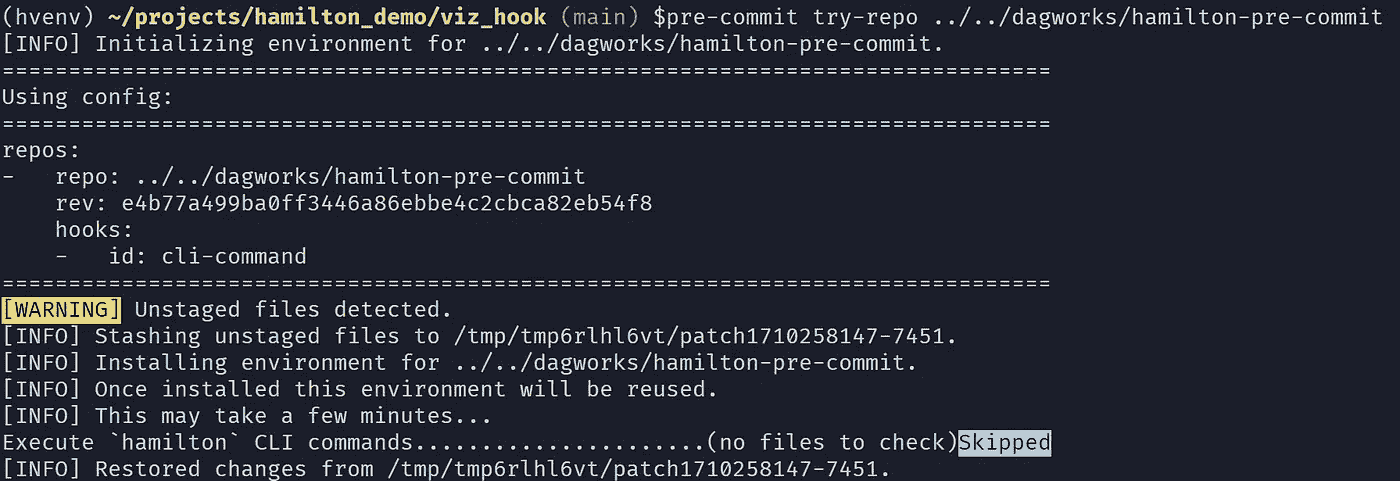 (hvenv) ~/projects/hamilton_demo/viz_hook (main) $pre-commit try-repo ../../dagworks/hamilton-pre-commit
[INFO] Initializing environment for ../../dagworks/hamilton-pre-commit.
===============================================================================
Using config:
===============================================================================
repos:
-   repo: ../../dagworks/hamilton-pre-commit
    rev: e4b77a499ba0ff3446a86ebbe4c2cbca82eb54f8
    hooks:
    -   id: cli-command
===============================================================================
[WARNING] Unstaged files detected.
[INFO] Stashing unstaged files to /tmp/tmp6rlhl6vt/patch1710258147-7451.
[INFO] Installing environment for ../../dagworks/hamilton-pre-commit.
[INFO] Once installed this environment will be reused.
[INFO] This may take a few minutes...
Execute `hamilton` CLI commands......................(no files to check)Skipped
[INFO] Restored changes from /tmp/tmp6rlhl6vt/patch1710258147-7451.